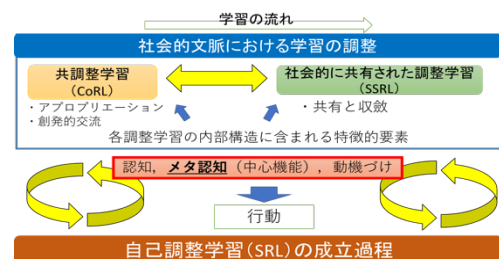 学習の流れ
社会的文脈における学習の調整
共調整学習
(CoRL)
社会的に共有された調整学習
(SSRL)
・アプロプリエーション
・創発的交流
・共有と収斂
各調整学習の内部構造に含まれる特徴的要素
認知，メタ認知（中心機能），動機づけ
行動
自己調整学習(SRL)の成立過程